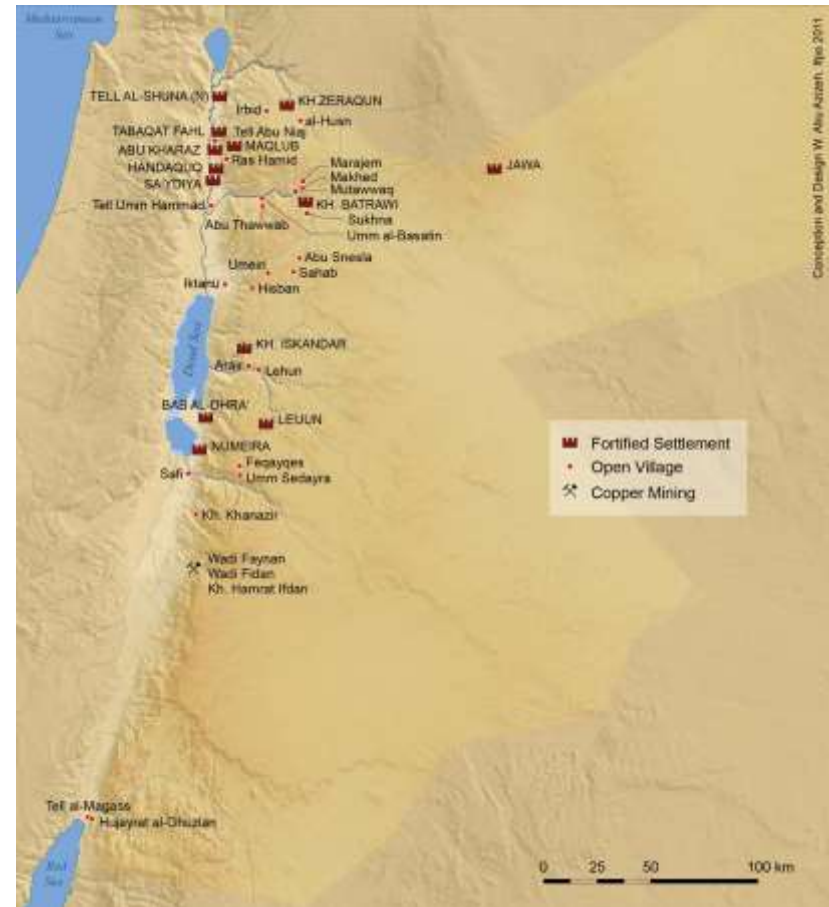 Mediterranean
Sea
TELL AL-SHUNA (N)
Irbid
KH.ZERAQUN
al-Husn
TABAQAT FAHL
Tell Abu Niaj
ABU KHARAZ
MAQLUB
HANDAQUQ
Ras Hamid
SA'YDIYA
Marajem
Makhed
Mutawwaq
JAWA
Tell Umm Hammad
KH. BATRAWI
Abu Thawwab
Sukhna
Umm al-Basatin
Umeiri
Abu Snesla
Sahab
Iktanu
Hisban
Dead Sea
KH. ISKANDAR
Arair
Lehun
BAB AL-DHRA'
LEJJUN
NUMEIRA
Feqayqes
Safi
Umm Sedayra
Kh. Khanazir
Wadi Faynan
Wadi Fidan
Kh. Hamrat Ifdan
Tell al-Magass
Hujayrat al-Ghuzlan
Red
Sea
Fortified Settlement
Open Village
Copper Mining
0 25 50 100 km
Conception and Design W. Abu Azizeh, Ifpo 2011